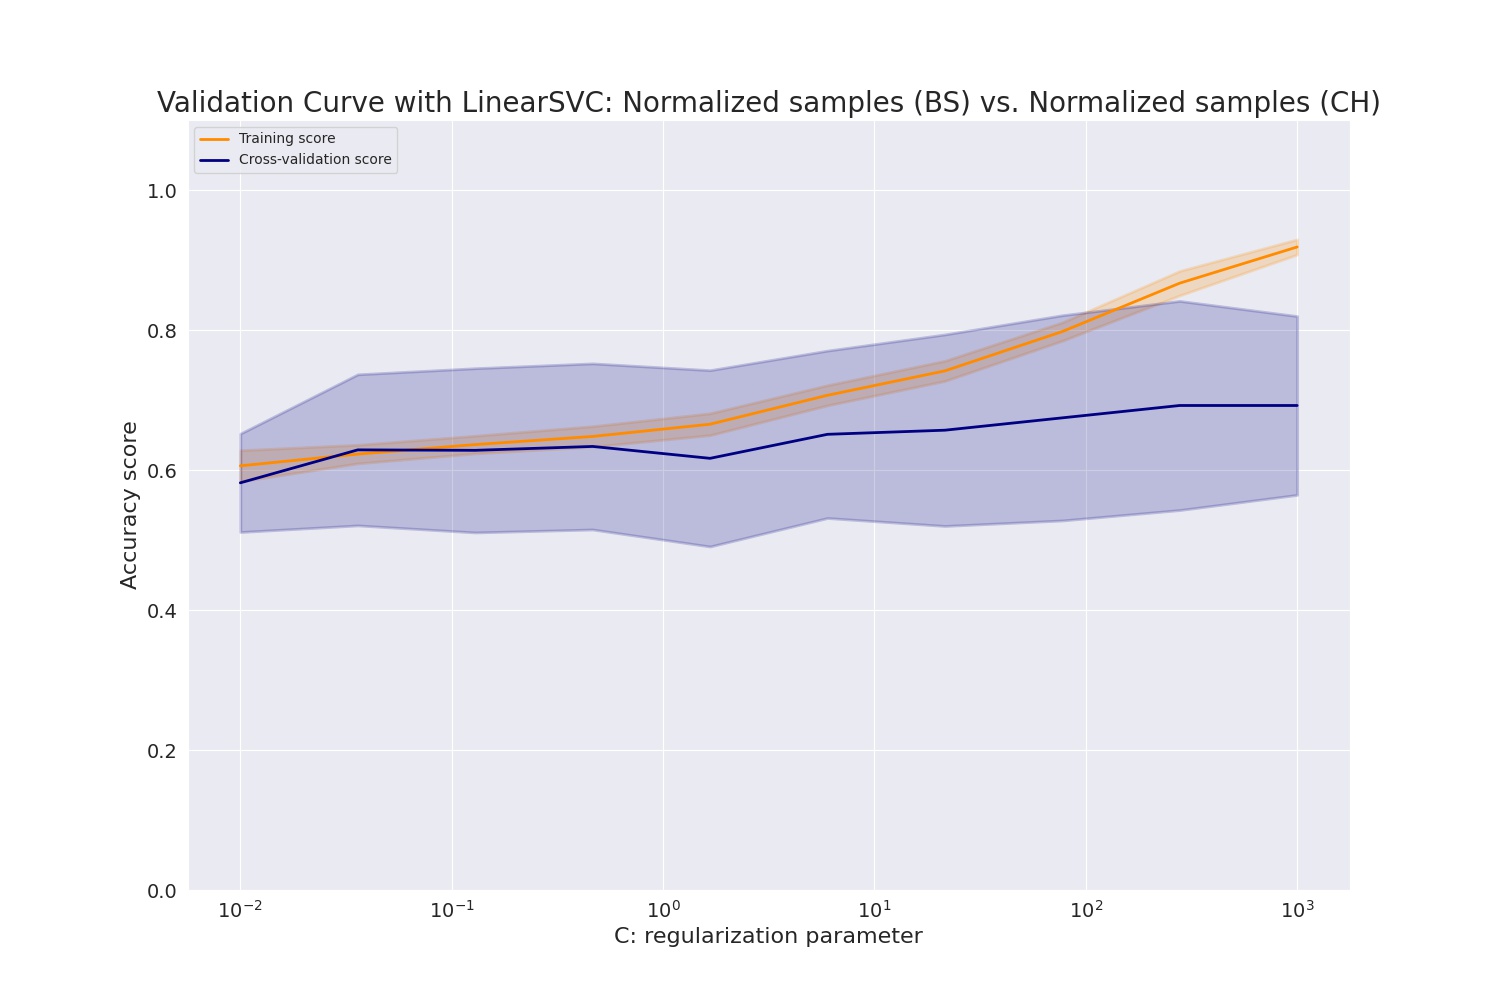 Validation Curve with LinearSVC: Normalized samples (BS) vs. Normalized samples (CH)
Training score
Cross-validation score
1.0
0.8
0.6
0.4
0.2
0.0
Accuracy score
10⁻² 10⁻¹ 10⁰ 10¹ 10² 10³
C: regularization parameter